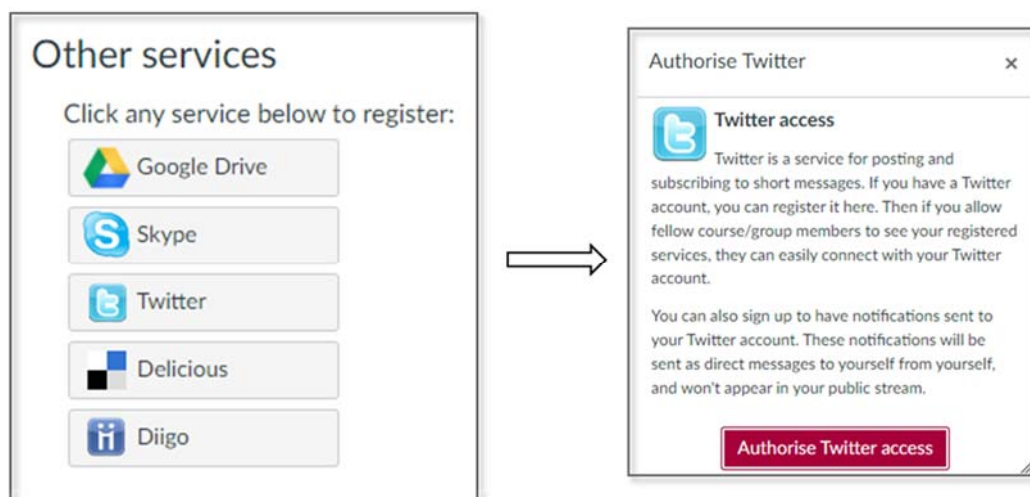 Other services
Click any service below to register:
Google Drive
Skype
Twitter
Delicious
Diigo
Authorise Twitter
×
Twitter access
Twitter is a service for posting and
subscribing to short messages. If you have a Twitter
account, you can register it here. Then if you allow
fellow course/group members to see your registered
services, they can easily connect with your Twitter
account.
You can also sign up to have notifications sent to
your Twitter account. These notifications will be
sent as direct messages to yourself from yourself,
and won't appear in your public stream.
Authorise Twitter access